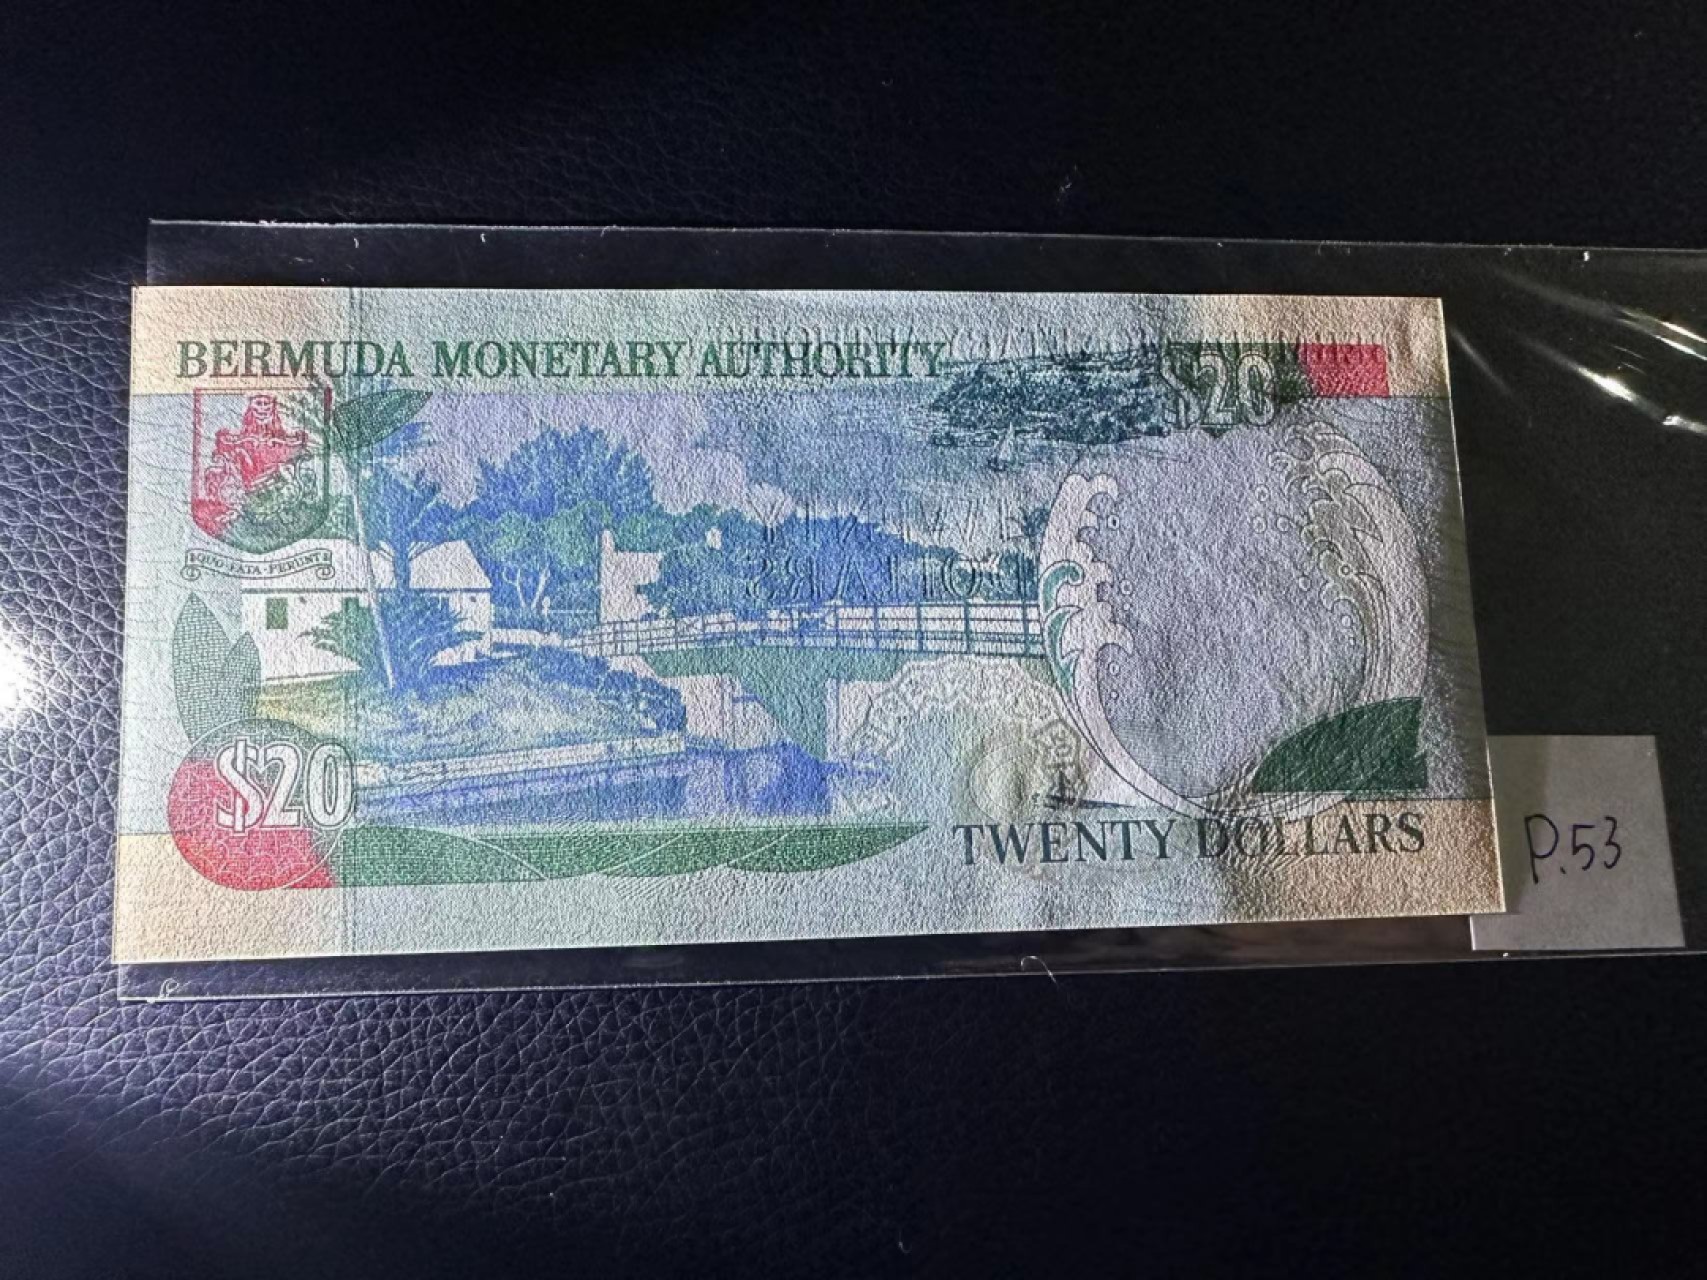 BERMUDA MONETARY AUTHORITY
$20
QUO FATA FERUNT
$20
TWENTY DOLLARS
P.53